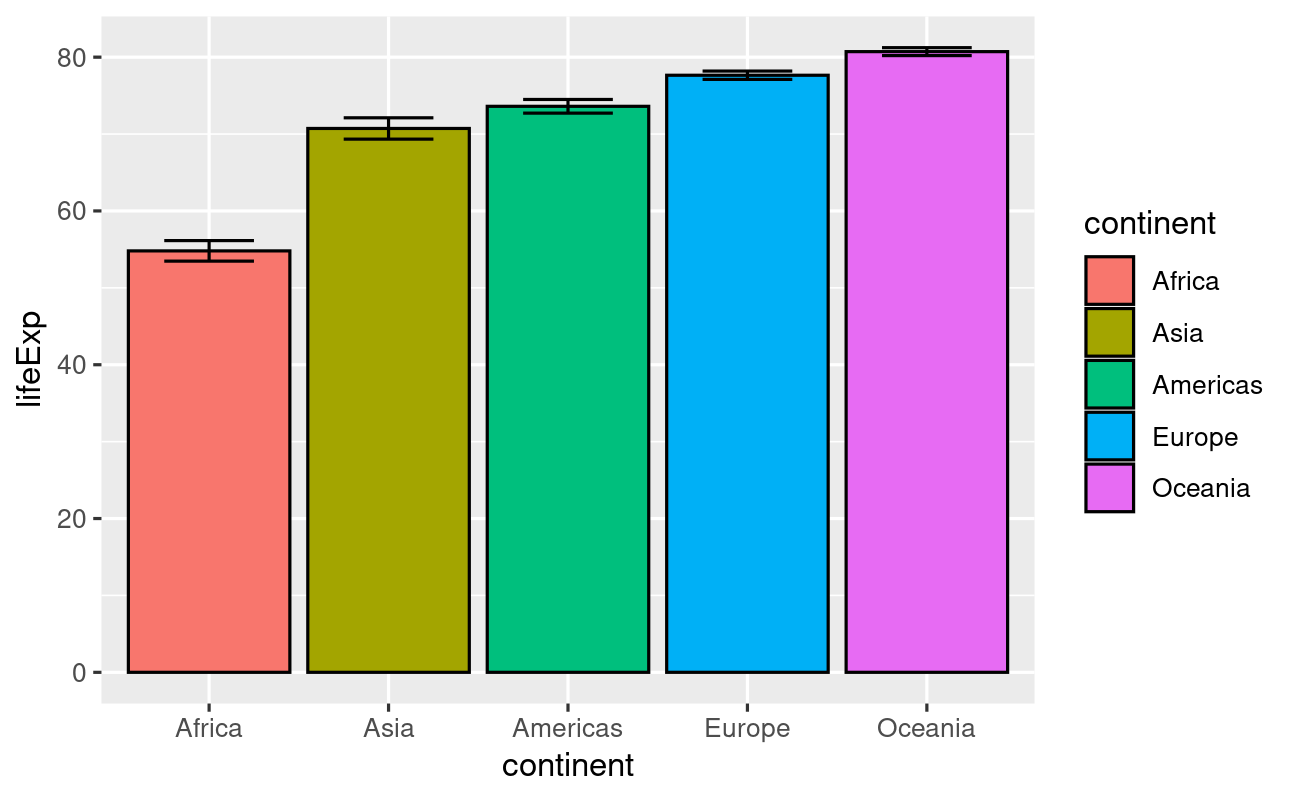 80
60
40
20
0
lifeExp
Africa Asia Americas Europe Oceania
continent
continent
Africa
Asia
Americas
Europe
Oceania